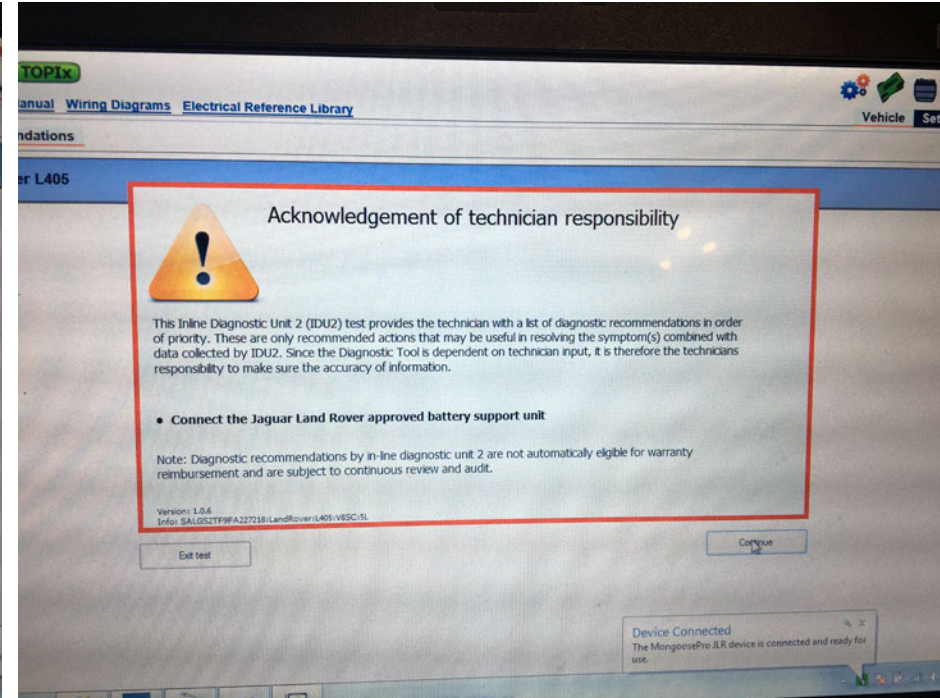 TOPIx
anual Wiring Diagrams Electrical Reference Library
Vehicle Set
ndations
er L405
Acknowledgement of technician responsibility
This Inline Diagnostic Unit 2 (IDU2) test provides the technician with a list of diagnostic recommendations in order
of priority. These are only recommended actions that may be useful in resolving the symptom(s) combined with
data collected by IDU2. Since the Diagnostic Tool is dependent on technician input, it is therefore the technicians
responsibility to make sure the accuracy of information.
• Connect the Jaguar Land Rover approved battery support unit
Note: Diagnostic recommendations by in-line diagnostic unit 2 are not automatically eligible for warranty
reimbursement and are subject to continuous review and audit.
Version: 1.0.6
Info: SALGS2TP9FA227218:LandRover:L405:V8SC:5L
Exit test
Continue
Device Connected
The MongoosePro JLR device is connected and ready for
use.